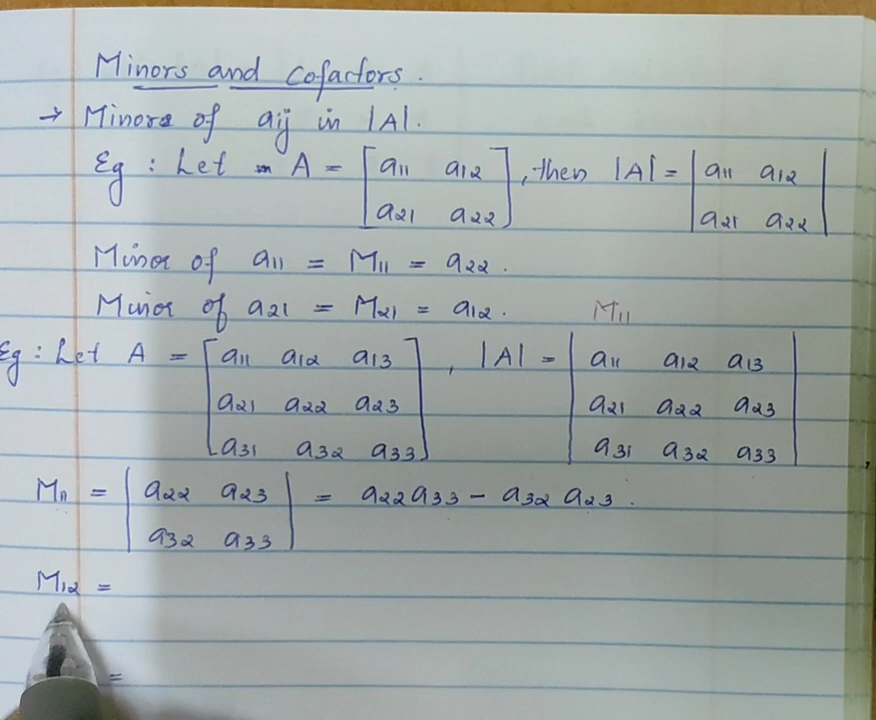 Minors and cofactors.
→ Minors of aij in |A|.
Eg : Let A = [a11 a12], then |A| = |a11 a12|
[a21 a22] |a21 a22|
Minor of a11 = M11 = a22.
Minor of a21 = M21 = a12. M11
Eg : Let A = [a11 a12 a13], |A| = |a11 a12 a13|
[a21 a22 a23] |a21 a22 a23|
[a31 a32 a33] |a31 a32 a33|
M11 = |a22 a23| = a22a33 - a32 a23.
|a32 a33|
M12 =
=